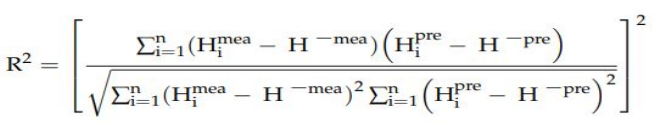 R² = [ Σⁿᵢ₌₁(Hᵢᵐᵉᵃ − H ⁻ᵐᵉᵃ)(Hᵢᵖʳᵉ − H ⁻ᵖʳᵉ) / √(Σⁿᵢ₌₁(Hᵢᵐᵉᵃ − H ⁻ᵐᵉᵃ)² Σⁿᵢ₌₁(Hᵢᵖʳᵉ − H ⁻ᵖʳᵉ)²) ]²